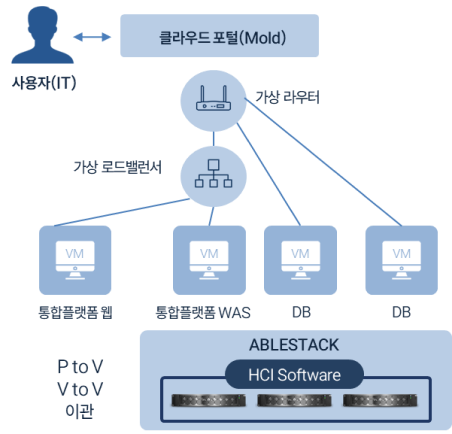 클라우드 포털(Mold)
사용자(IT)
가상 라우터
가상 로드밸런서
VM
VM
VM
VM
통합플랫폼 웹
통합플랫폼 WAS
DB
DB
ABLESTACK
HCI Software
P to V
V to V
이관